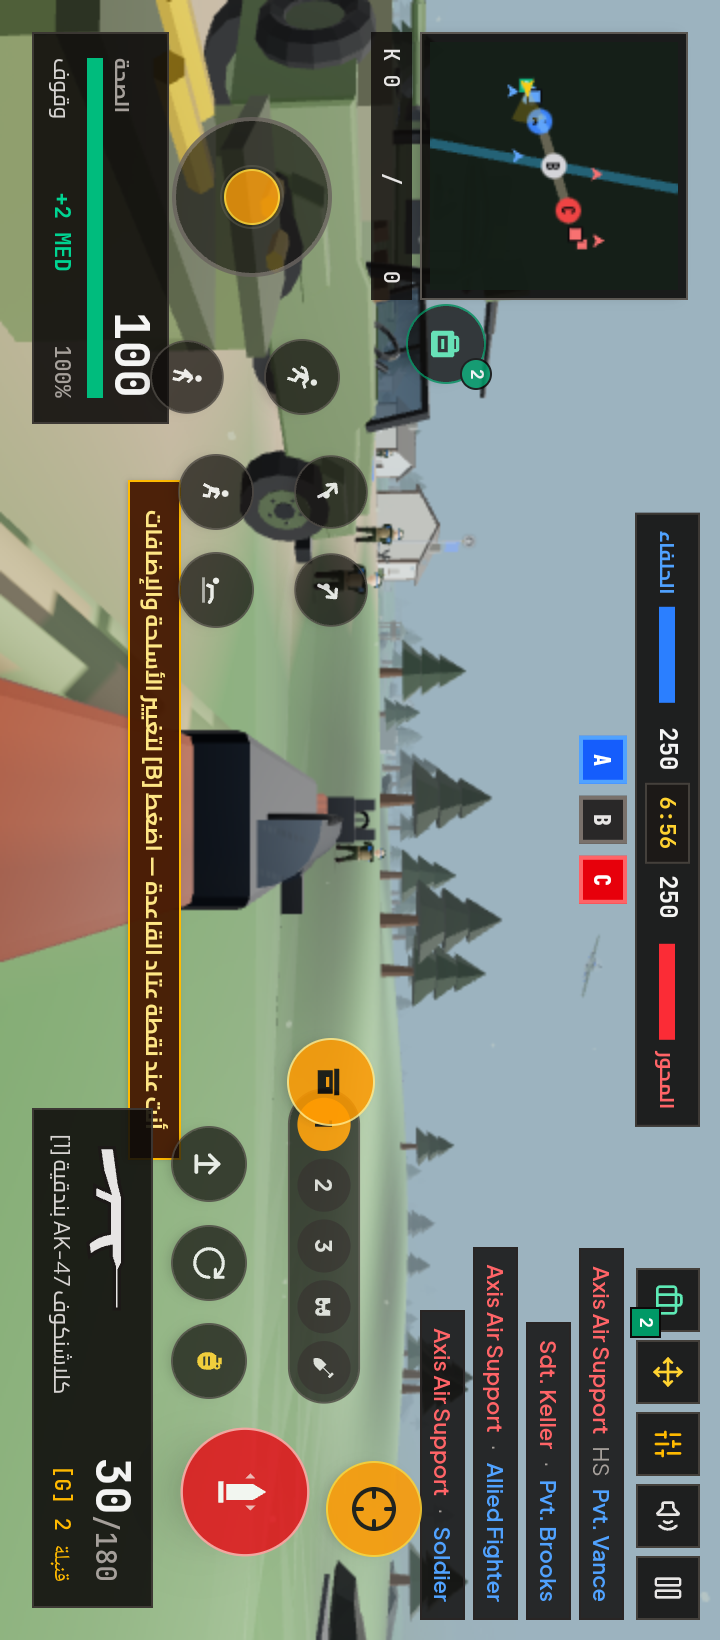 K 0 / 0
A
B
C
2
الحلفاء 250 6:56 250 المحور
A B C
2
Axis Air Support HS Pvt. Vance
Sdt. Keller · Pvt. Brooks
Axis Air Support · Allied Fighter
Axis Air Support · Soldier
الصحة 100
وقوف +2 MED 100%
أنت عند نقطة عتاد القاعدة — اضغط [B] لتغيير الأسلحة والإضافات
2
3
30/180
[1] بندقية AK-47 كلاشنكوف
[G] 2 قنبلة